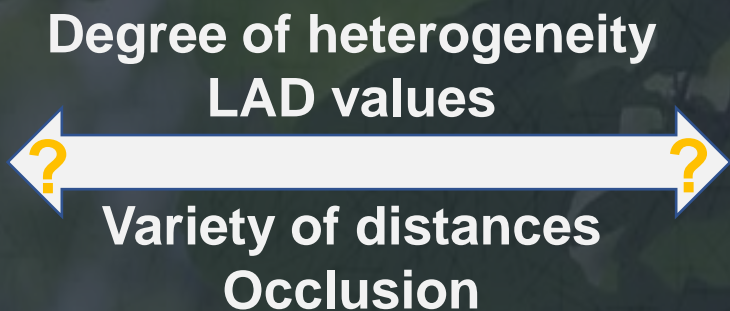 Degree of heterogeneity
LAD values
? ?
Variety of distances
Occlusion